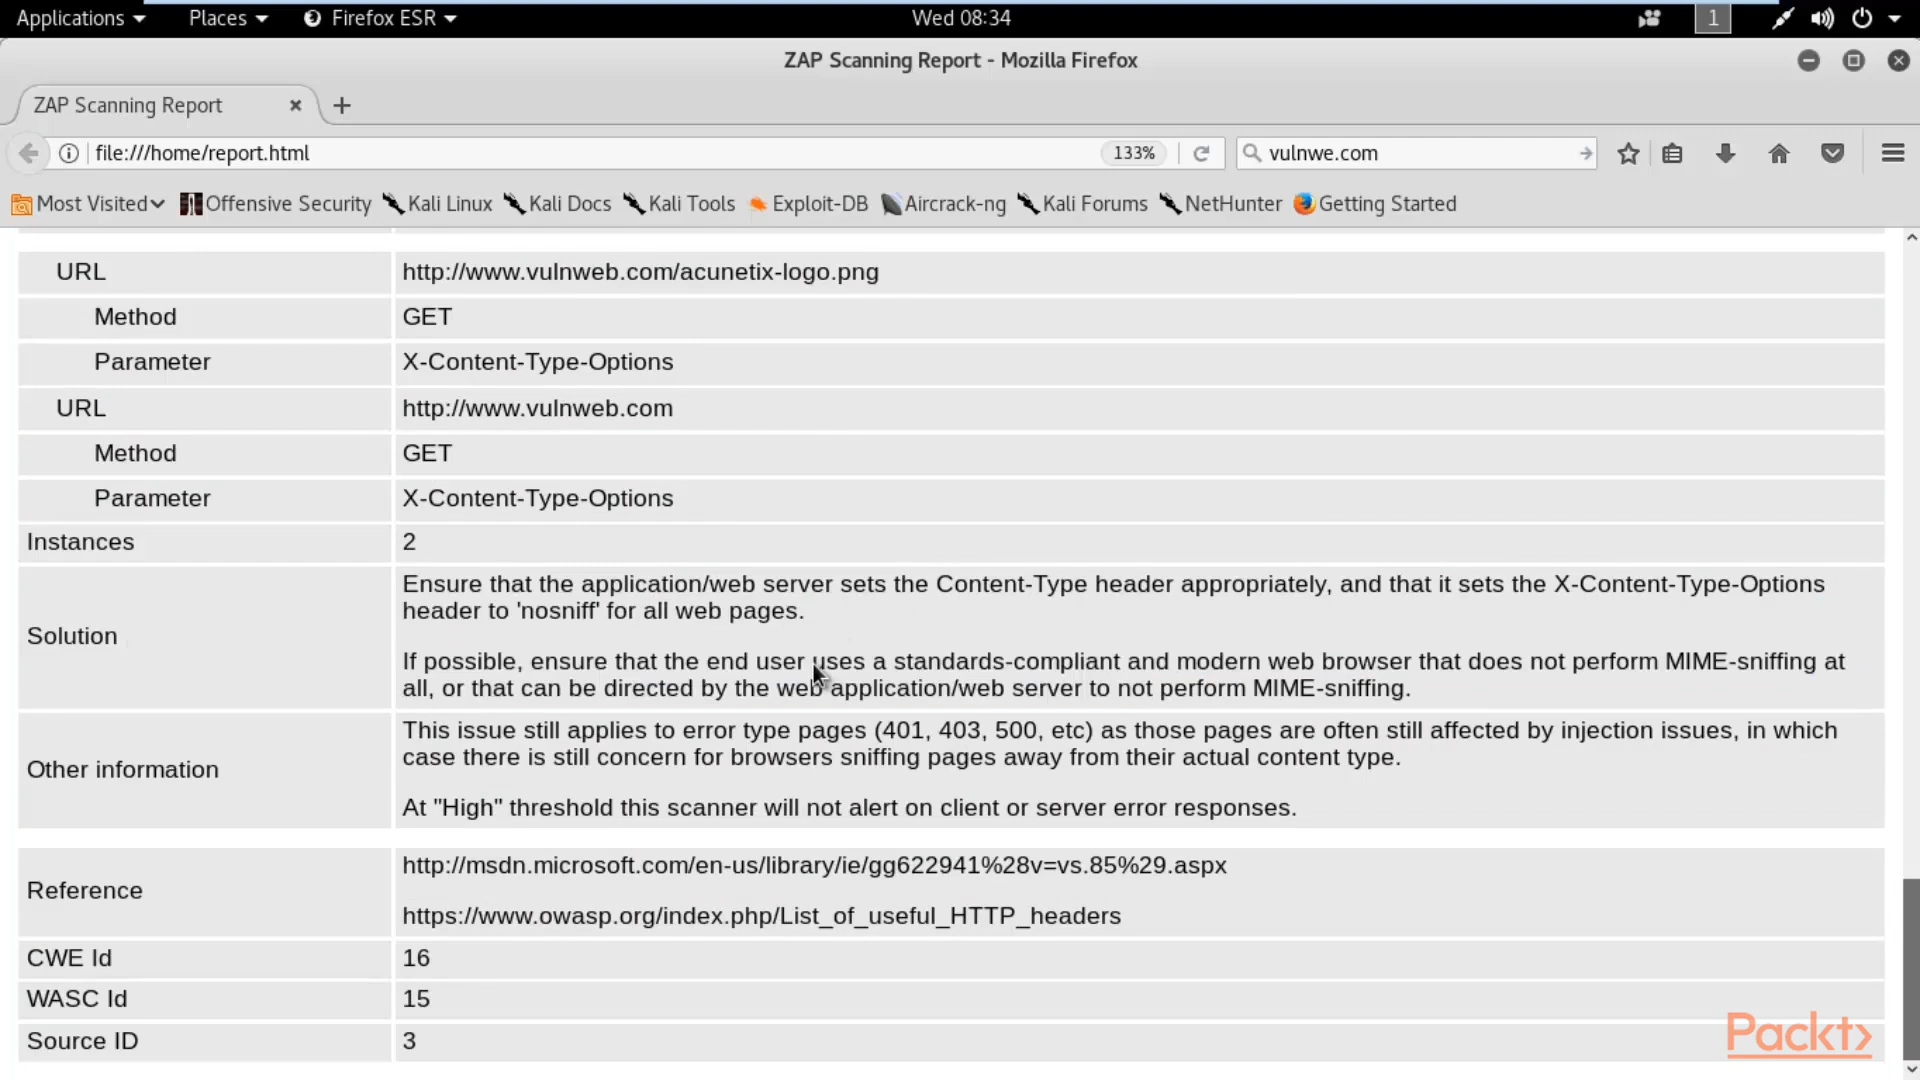 Applications Places Firefox ESR Wed 08:34 1
ZAP Scanning Report - Mozilla Firefox
ZAP Scanning Report
file:///home/report.html 133% vulnwe.com
Most Visited Offensive Security Kali Linux Kali Docs Kali Tools Exploit-DB Aircrack-ng Kali Forums NetHunter Getting Started
URL http://www.vulnweb.com/acunetix-logo.png
Method GET
Parameter X-Content-Type-Options
URL http://www.vulnweb.com
Method GET
Parameter X-Content-Type-Options
Instances 2
Solution
Ensure that the application/web server sets the Content-Type header appropriately, and that it sets the X-Content-Type-Options
header to 'nosniff' for all web pages.
If possible, ensure that the end user uses a standards-compliant and modern web browser that does not perform MIME-sniffing at
all, or that can be directed by the web application/web server to not perform MIME-sniffing.
Other information
This issue still applies to error type pages (401, 403, 500, etc) as those pages are often still affected by injection issues, in which
case there is still concern for browsers sniffing pages away from their actual content type.
At "High" threshold this scanner will not alert on client or server error responses.
Reference
http://msdn.microsoft.com/en-us/library/ie/gg622941%28v=vs.85%29.aspx
https://www.owasp.org/index.php/List_of_useful_HTTP_headers
CWE Id 16
WASC Id 15
Source ID 3
Packt>